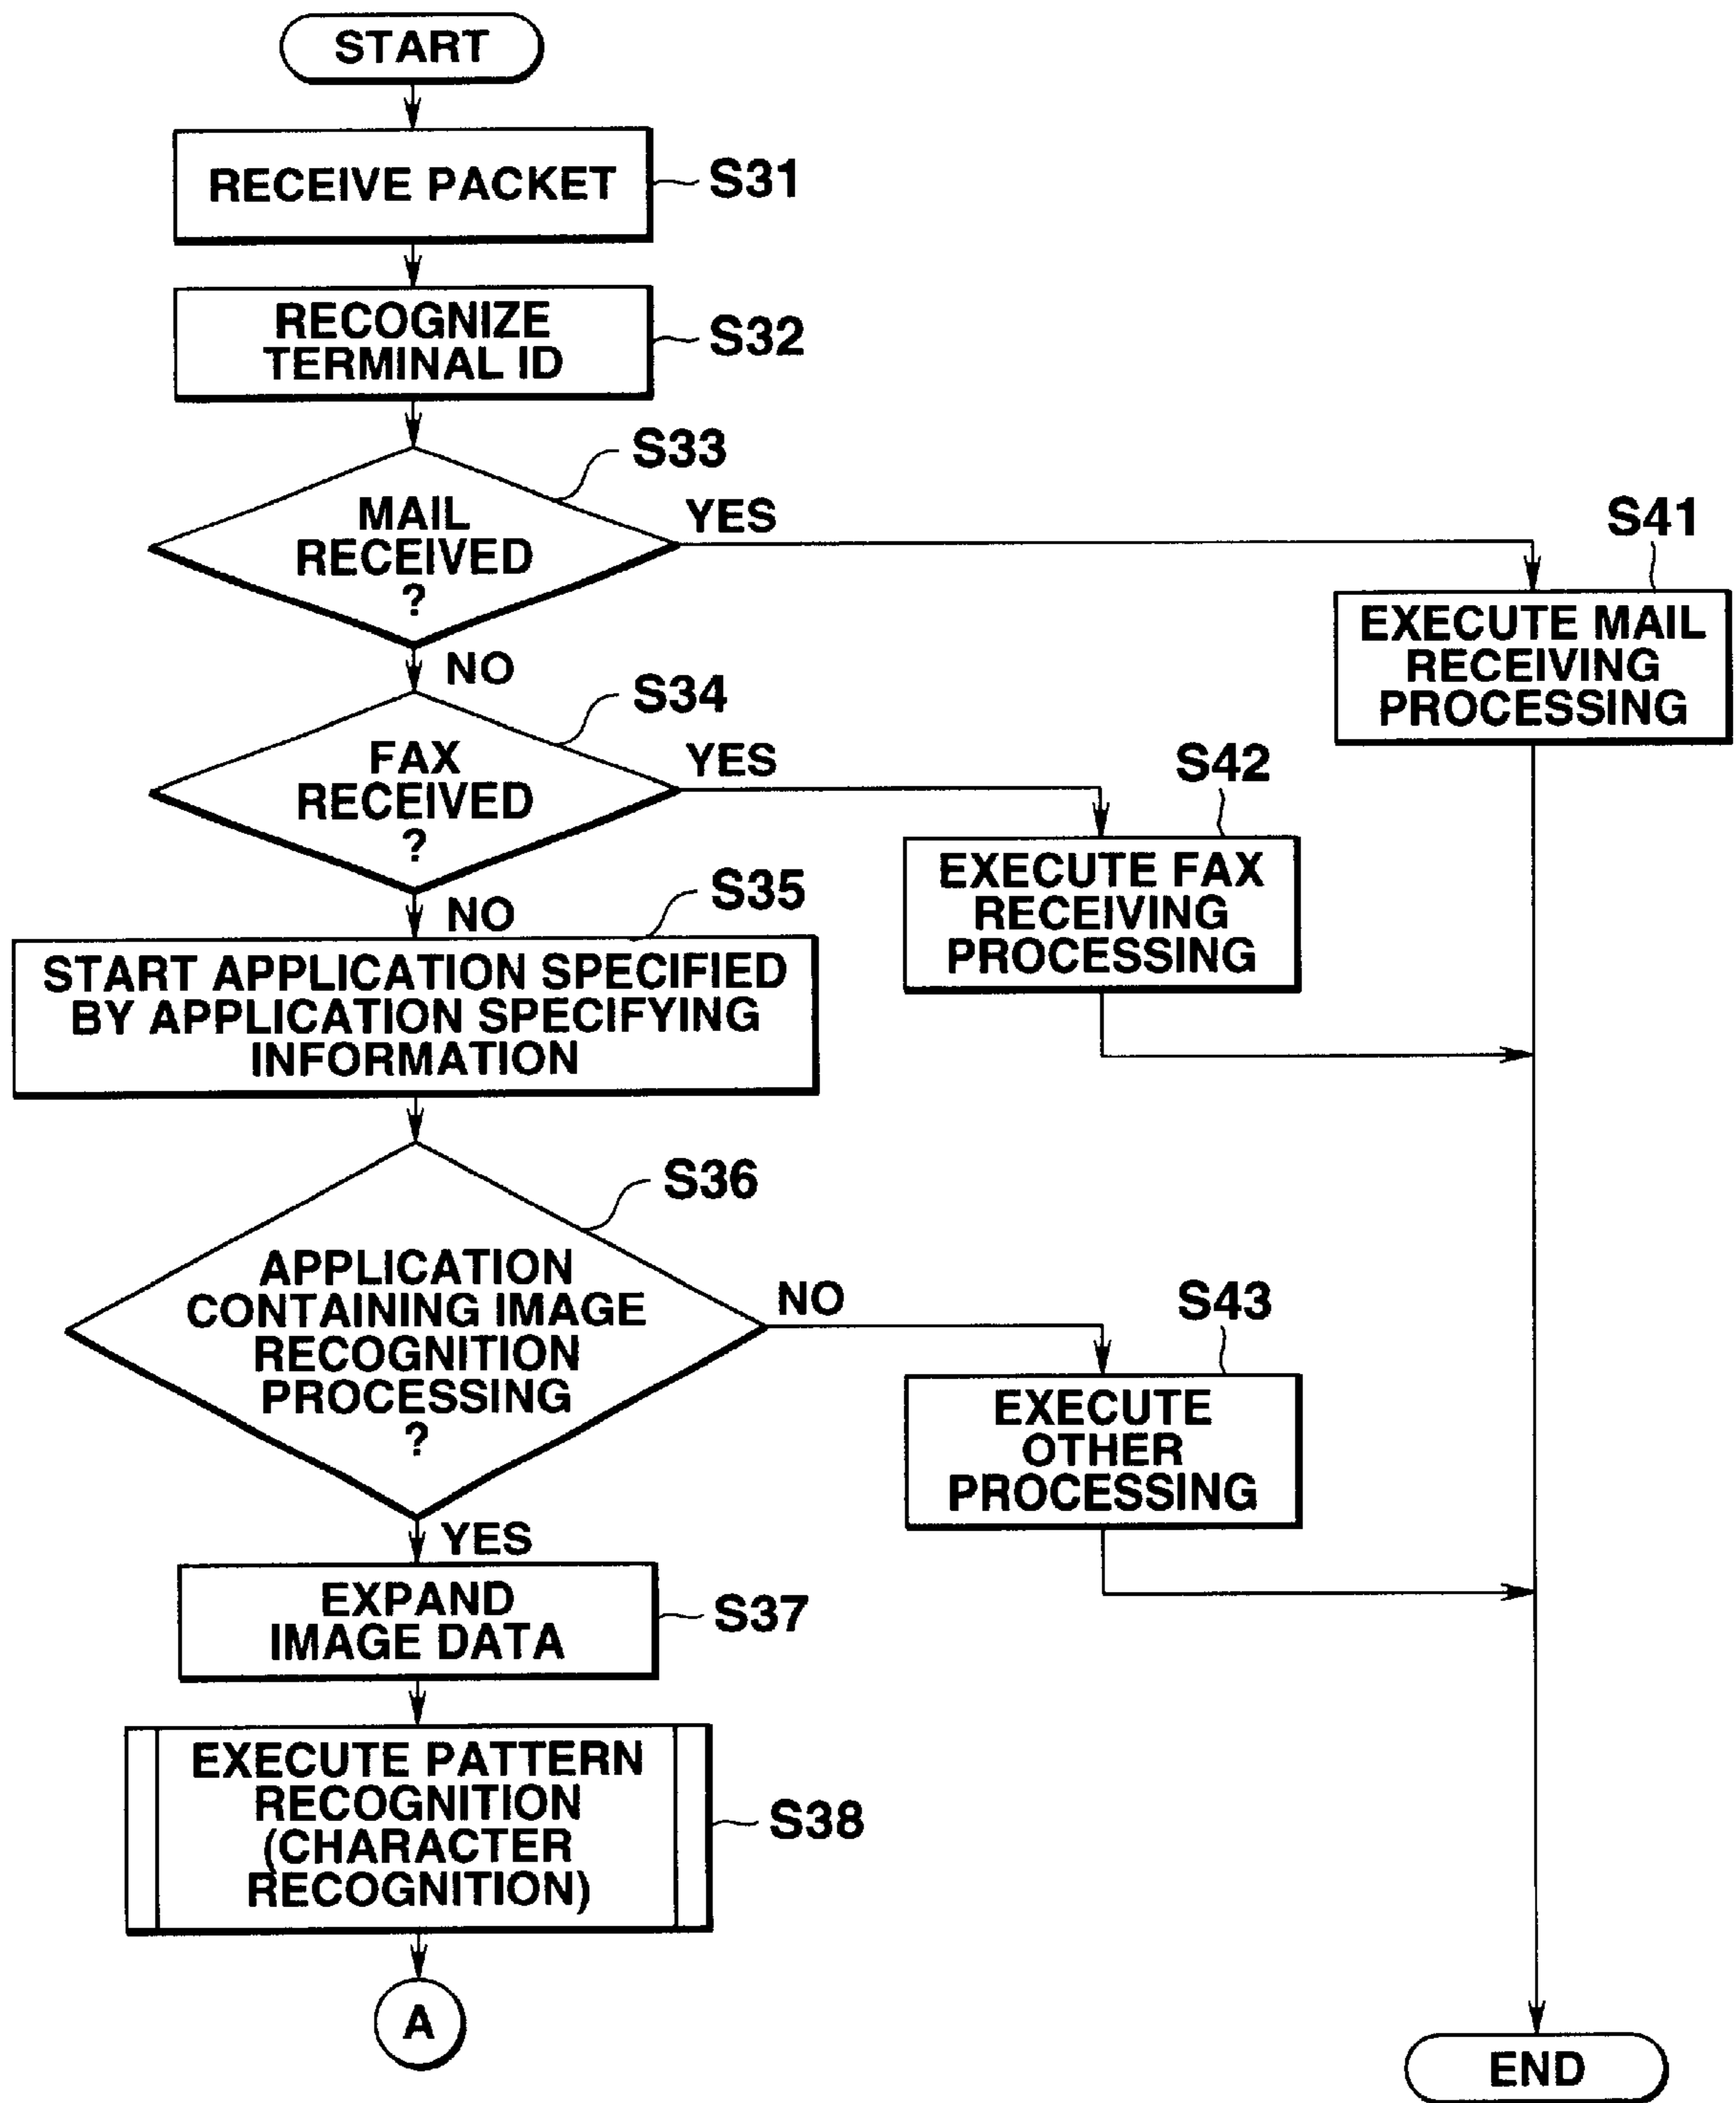 START
RECEIVE PACKET
S31
RECOGNIZE
TERMINAL ID
S32
S33
MAIL
RECEIVED
?
YES
NO
S41
EXECUTE MAIL
RECEIVING
PROCESSING
S34
FAX
RECEIVED
?
YES
NO
S42
EXECUTE FAX
RECEIVING
PROCESSING
S35
START APPLICATION SPECIFIED
BY APPLICATION SPECIFYING
INFORMATION
S36
APPLICATION
CONTAINING IMAGE
RECOGNITION
PROCESSING
?
NO
YES
S43
EXECUTE
OTHER
PROCESSING
EXPAND
IMAGE DATA
S37
EXECUTE PATTERN
RECOGNITION
(CHARACTER
RECOGNITION)
S38
A
END